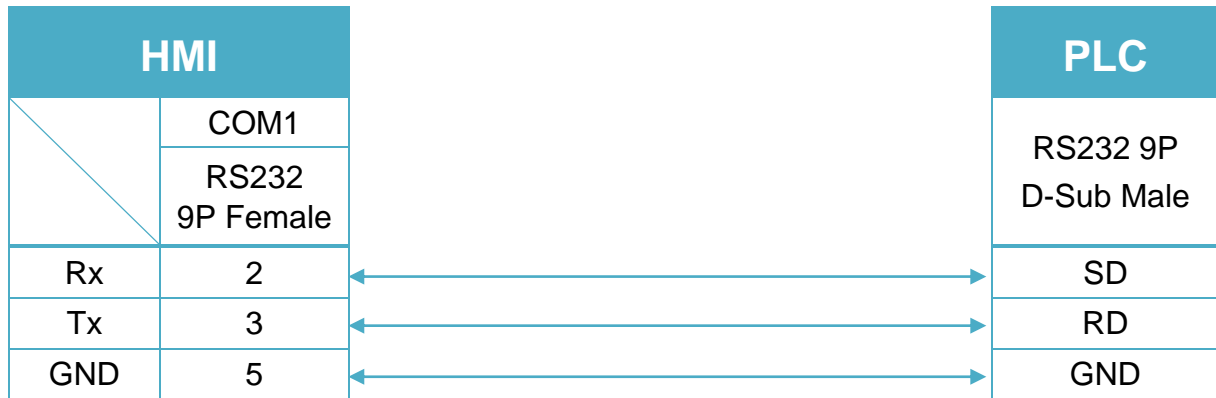 HMI
PLC
COM1
RS232
9P Female
RS232 9P
D-Sub Male
Rx 2 SD
Tx 3 RD
GND 5 GND